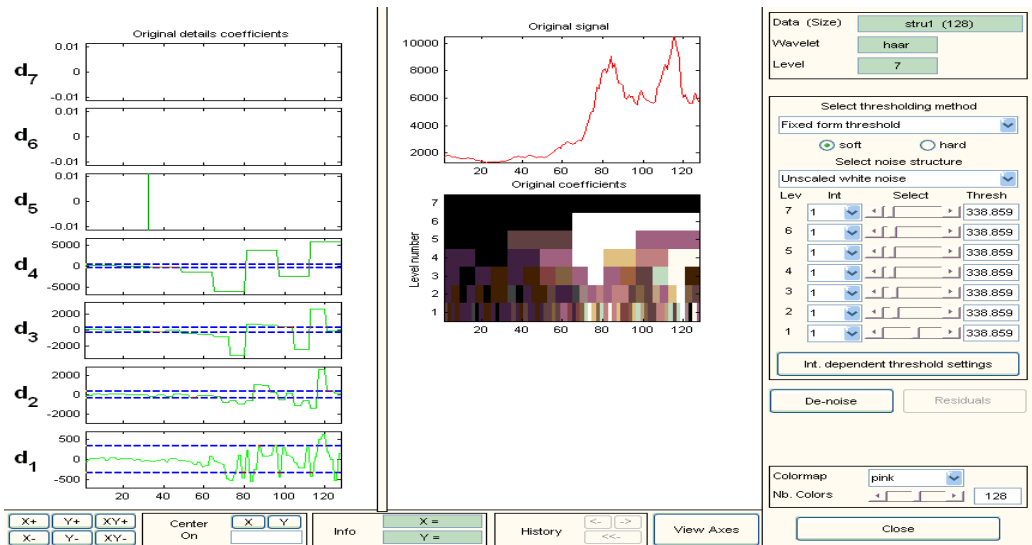 Original details coefficients
d7
0.01
0
-0.01
d6
0.01
0
-0.01
d5
0.01
0
-0.01
d4
5000
0
-5000
d3
2000
0
-2000
d2
2000
0
-2000
d1
500
0
-500
20 40 60 80 100 120
Original signal
10000
8000
6000
4000
2000
20 40 60 80 100 120
Original coefficients
Level number
7
6
5
4
3
2
1
20 40 60 80 100 120
Data (Size) stru1 (128)
Wavelet haar
Level 7
Select thresholding method
Fixed form threshold
soft hard
Select noise structure
Unscaled white noise
Lev Int Select Thresh
7 1 338.859
6 1 338.859
5 1 338.859
4 1 338.859
3 1 338.859
2 1 338.859
1 1 338.859
Int. dependent threshold settings
De-noise Residuals
Colormap pink
Nb. Colors 128
Close
X+ Y+ XY+
X- Y- XY-
Center On X Y
Info X = Y =
History <- -> <<-
View Axes